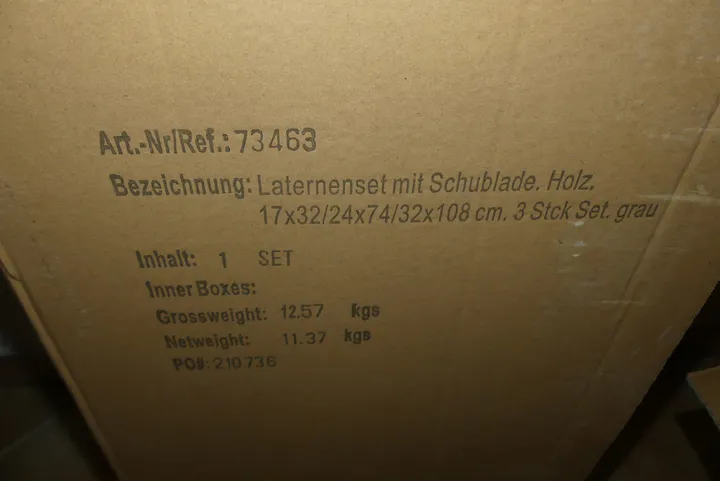 Art.-Nr/Ref.: 73463
Bezeichnung: Laternenset mit Schublade. Holz,
17x32/24x74/32x108 cm. 3 Stck Set. grau
Inhalt: 1 SET
Inner Boxes:
Grossweight: 12.57 kgs
Netweight: 11.37 kgs
PO#: 210736